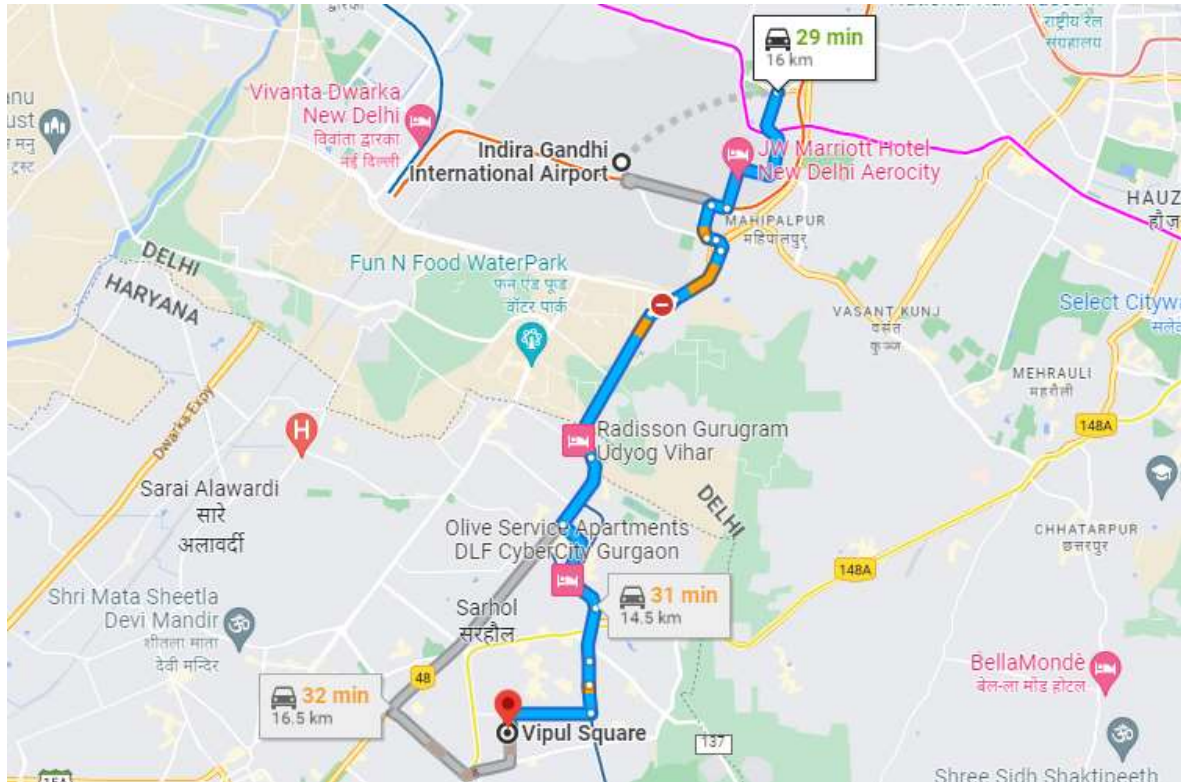 द्वारका
राष्ट्रीय रेल
संग्रहालय
29 min
16 km
Vivanta Dwarka
New Delhi
विवांता द्वारका
नई दिल्ली
Indira Gandhi
International Airport
JW Marriott Hotel
New Delhi Aerocity
HAUZ
MAHIPALPUR
महिपालपुर
DELHI
HARYANA
Fun N Food WaterPark
फन एंड फूड
वॉटर पार्क
VASANT KUNJ
वसंत
कुञ्ज
Select Cityw
MEHRAULI
महरौली
148A
Dwarka Expy
Radisson Gurugram
Udyog Vihar
Sarai Alawardi
सारे
अलावर्दी
DELHI
Olive Service Apartments
DLF CyberCity Gurgaon
CHHATARPUR
छत्तरपुर
148A
31 min
14.5 km
Shri Mata Sheetla
Devi Mandir
शीतला माता
देवी मन्दिर
Sarhol
सरहौल
48
BellaMondè
बेल-ला मोंड होटल
32 min
16.5 km
Vipul Square
137
Shree Sidh Shaktipeeth